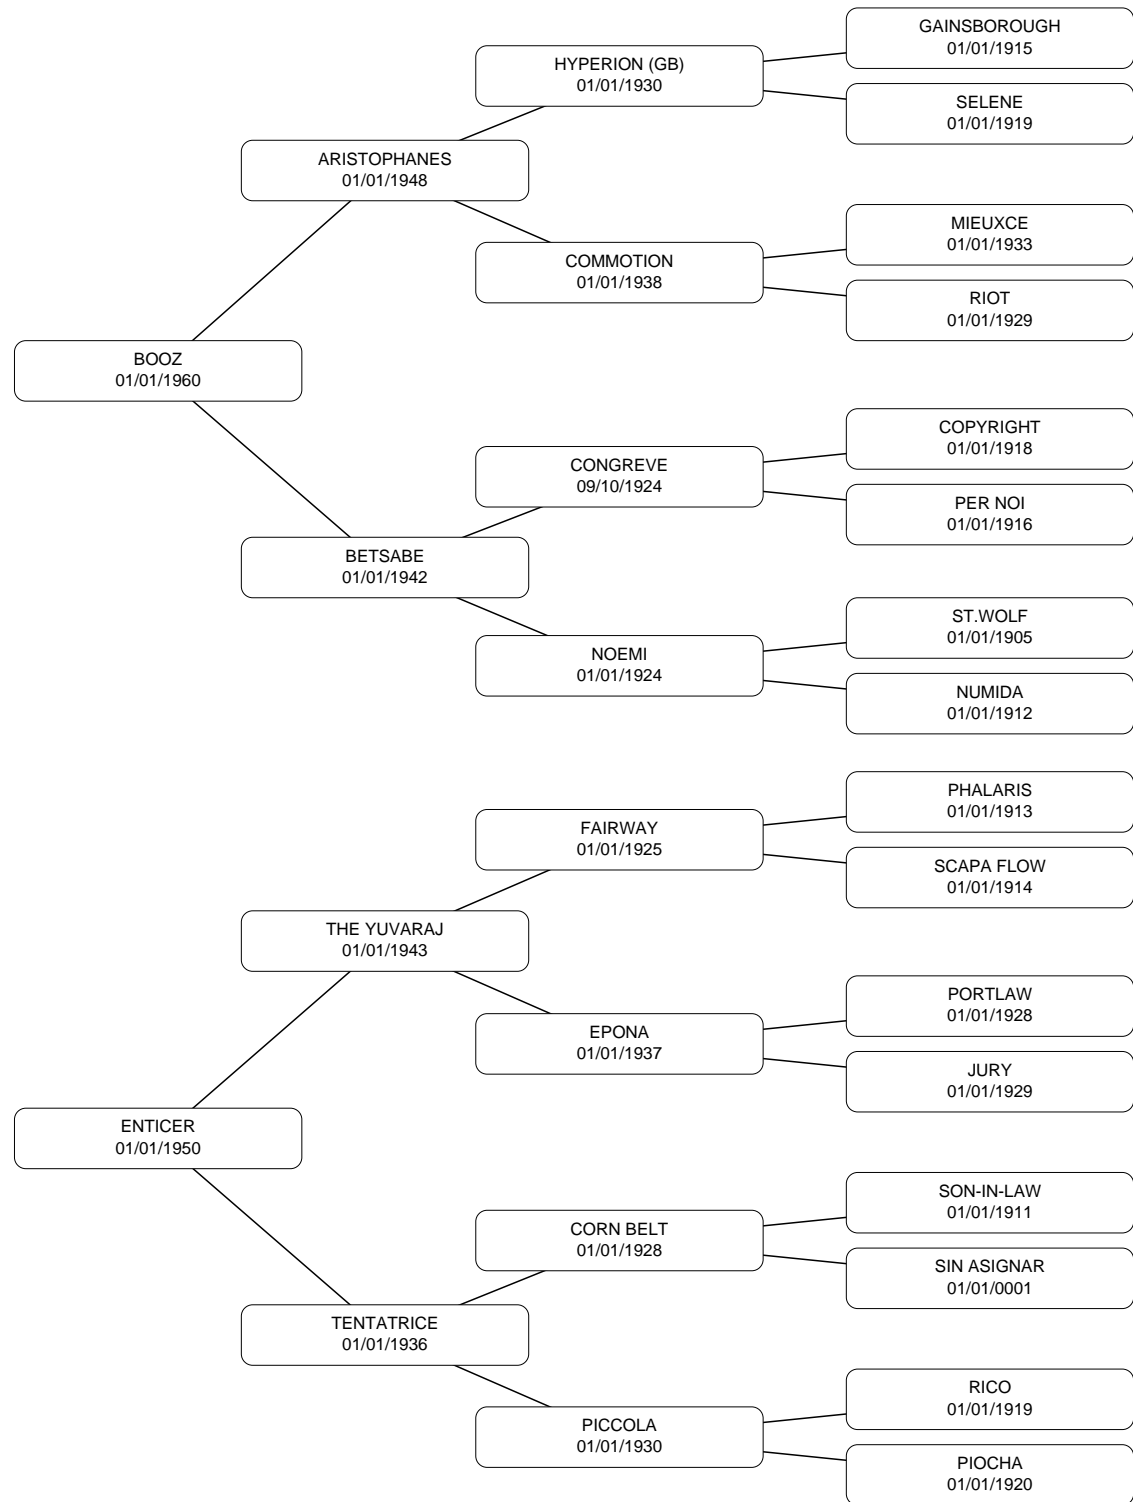 GAINSBOROUGH
01/01/1915
HYPERION (GB)
01/01/1930
SELENE
01/01/1919
ARISTOPHANES
01/01/1948
MIEUXCE
01/01/1933
COMMOTION
01/01/1938
RIOT
01/01/1929
BOOZ
01/01/1960
COPYRIGHT
01/01/1918
CONGREVE
09/10/1924
PER NOI
01/01/1916
BETSABE
01/01/1942
ST.WOLF
01/01/1905
NOEMI
01/01/1924
NUMIDA
01/01/1912
PHALARIS
01/01/1913
FAIRWAY
01/01/1925
SCAPA FLOW
01/01/1914
THE YUVARAJ
01/01/1943
PORTLAW
01/01/1928
EPONA
01/01/1937
JURY
01/01/1929
ENTICER
01/01/1950
SON-IN-LAW
01/01/1911
CORN BELT
01/01/1928
SIN ASIGNAR
01/01/0001
TENTATRICE
01/01/1936
RICO
01/01/1919
PICCOLA
01/01/1930
PIOCHA
01/01/1920